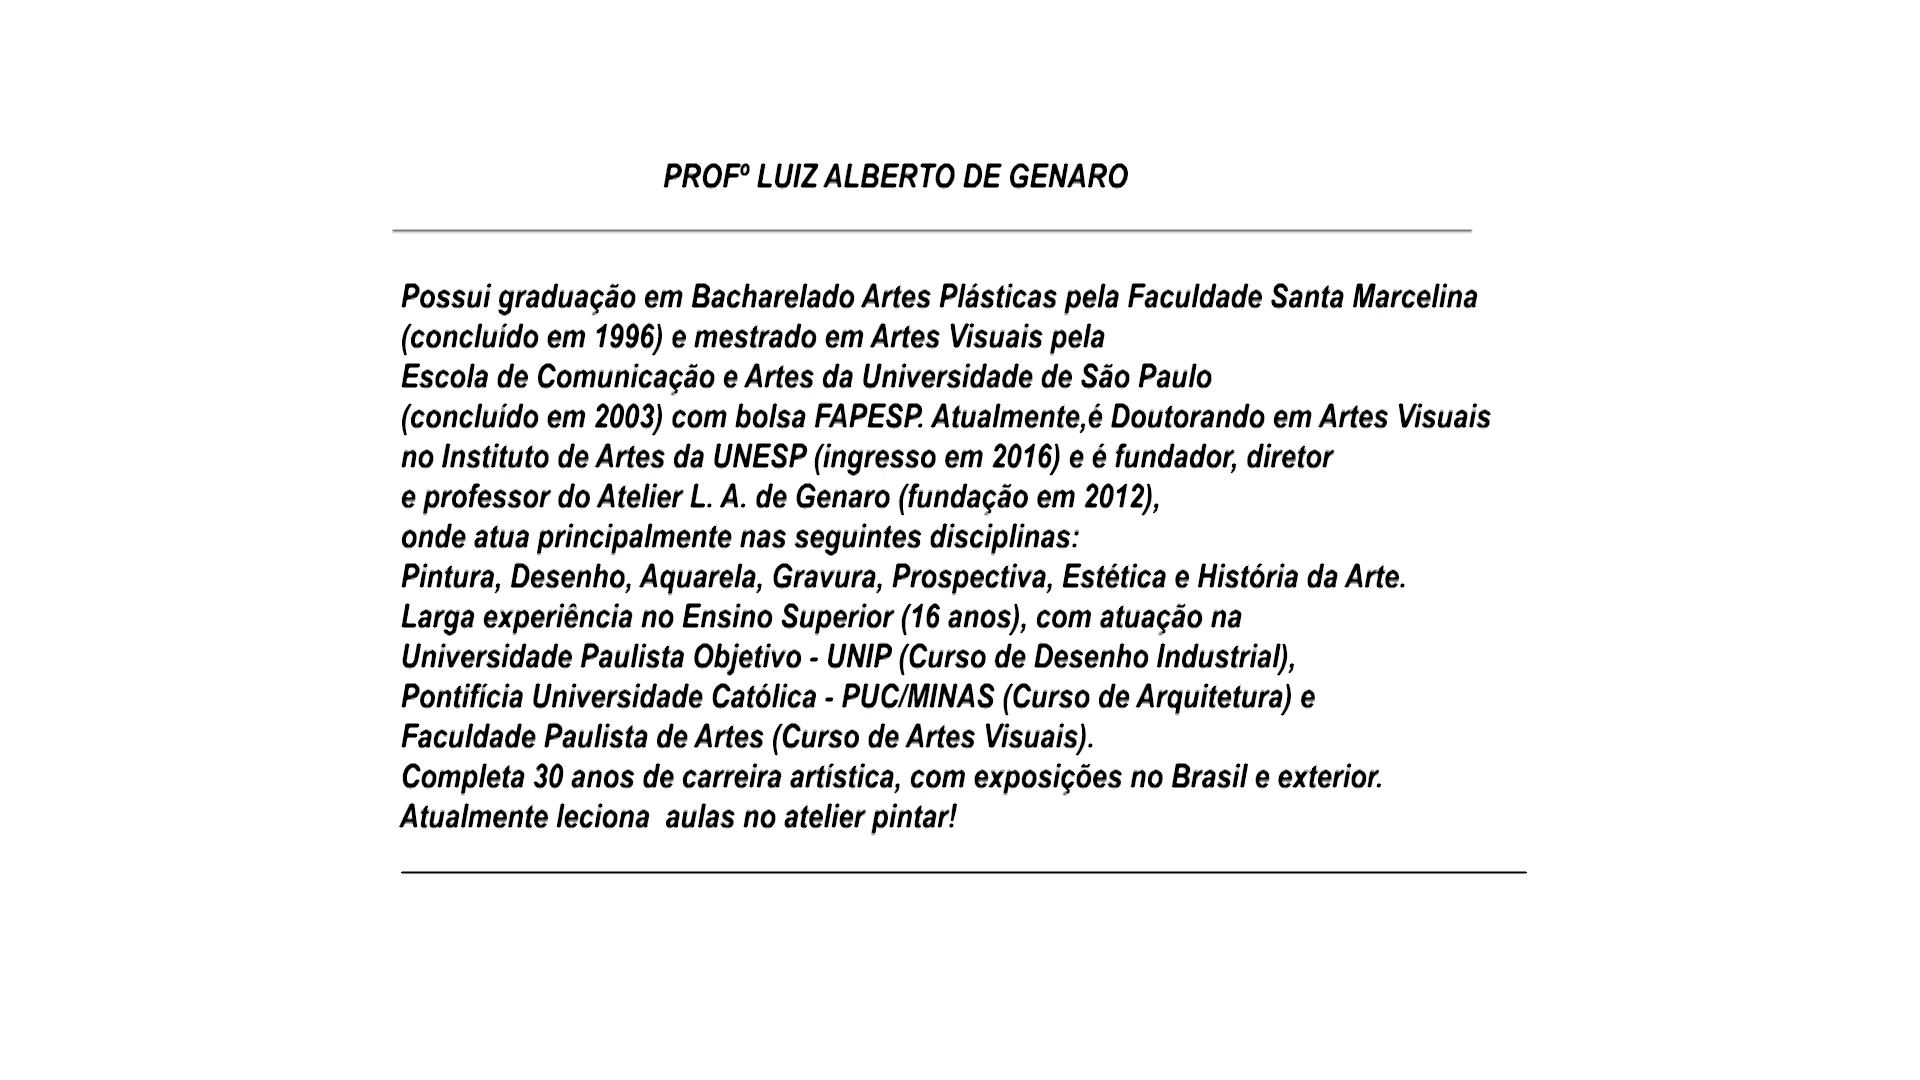 PROFº LUIZ ALBERTO DE GENARO
Possui graduação em Bacharelado Artes Plásticas pela Faculdade Santa Marcelina
(concluído em 1996) e mestrado em Artes Visuais pela
Escola de Comunicação e Artes da Universidade de São Paulo
(concluído em 2003) com bolsa FAPESP. Atualmente,é Doutorando em Artes Visuais
no Instituto de Artes da UNESP (ingresso em 2016) e é fundador, diretor
e professor do Atelier L. A. de Genaro (fundação em 2012),
onde atua principalmente nas seguintes disciplinas:
Pintura, Desenho, Aquarela, Gravura, Prospectiva, Estética e História da Arte.
Larga experiência no Ensino Superior (16 anos), com atuação na
Universidade Paulista Objetivo - UNIP (Curso de Desenho Industrial),
Pontifícia Universidade Católica - PUC/MINAS (Curso de Arquitetura) e
Faculdade Paulista de Artes (Curso de Artes Visuais).
Completa 30 anos de carreira artística, com exposições no Brasil e exterior.
Atualmente leciona  aulas no atelier pintar!